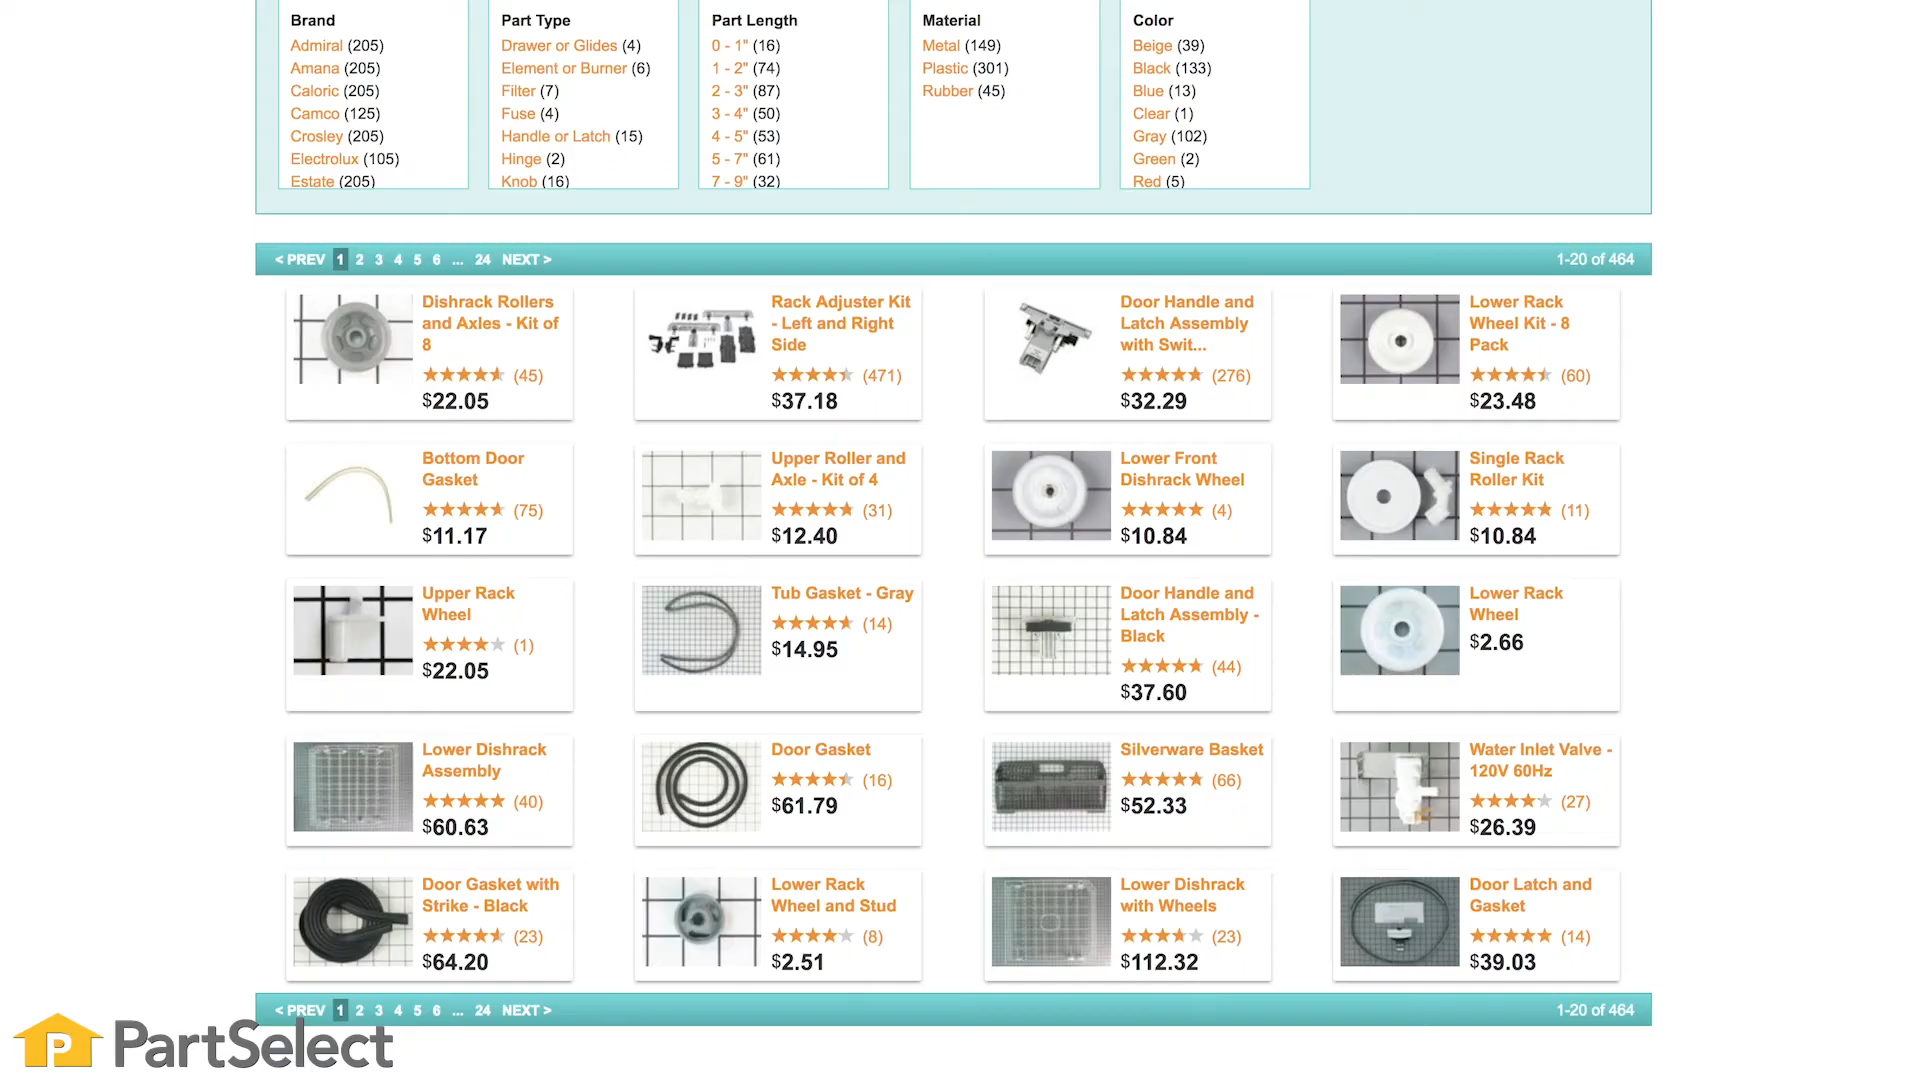 Brand
Admiral (205)
Amana (205)
Caloric (205)
Camco (125)
Crosley (205)
Electrolux (105)
Estate (205)
Part Type
Drawer or Glides (4)
Element or Burner (6)
Filter (7)
Fuse (4)
Handle or Latch (15)
Hinge (2)
Knob (16)
Part Length
0 - 1" (16)
1 - 2" (74)
2 - 3" (87)
3 - 4" (50)
4 - 5" (53)
5 - 7" (61)
7 - 9" (32)
Material
Metal (149)
Plastic (301)
Rubber (45)
Color
Beige (39)
Black (133)
Blue (13)
Clear (1)
Gray (102)
Green (2)
Red (5)
< PREV 1 2 3 4 5 6 ... 24 NEXT > 1-20 of 464
Dishrack Rollers
and Axles - Kit of
8
(45)
$22.05
Rack Adjuster Kit
- Left and Right
Side
(471)
$37.18
Door Handle and
Latch Assembly
with Swit...
(276)
$32.29
Lower Rack
Wheel Kit - 8
Pack
(60)
$23.48
Bottom Door
Gasket
(75)
$11.17
Upper Roller and
Axle - Kit of 4
(31)
$12.40
Lower Front
Dishrack Wheel
(4)
$10.84
Single Rack
Roller Kit
(11)
$10.84
Upper Rack
Wheel
(1)
$22.05
Tub Gasket - Gray
(14)
$14.95
Door Handle and
Latch Assembly -
Black
(44)
$37.60
Lower Rack
Wheel
$2.66
Lower Dishrack
Assembly
(40)
$60.63
Door Gasket
(16)
$61.79
Silverware Basket
(66)
$52.33
Water Inlet Valve -
120V 60Hz
(27)
$26.39
Door Gasket with
Strike - Black
(23)
$64.20
Lower Rack
Wheel and Stud
(8)
$2.51
Lower Dishrack
with Wheels
(23)
$112.32
Door Latch and
Gasket
(14)
$39.03
< PREV 1 2 3 4 5 6 ... 24 NEXT > 1-20 of 464
P PartSelect